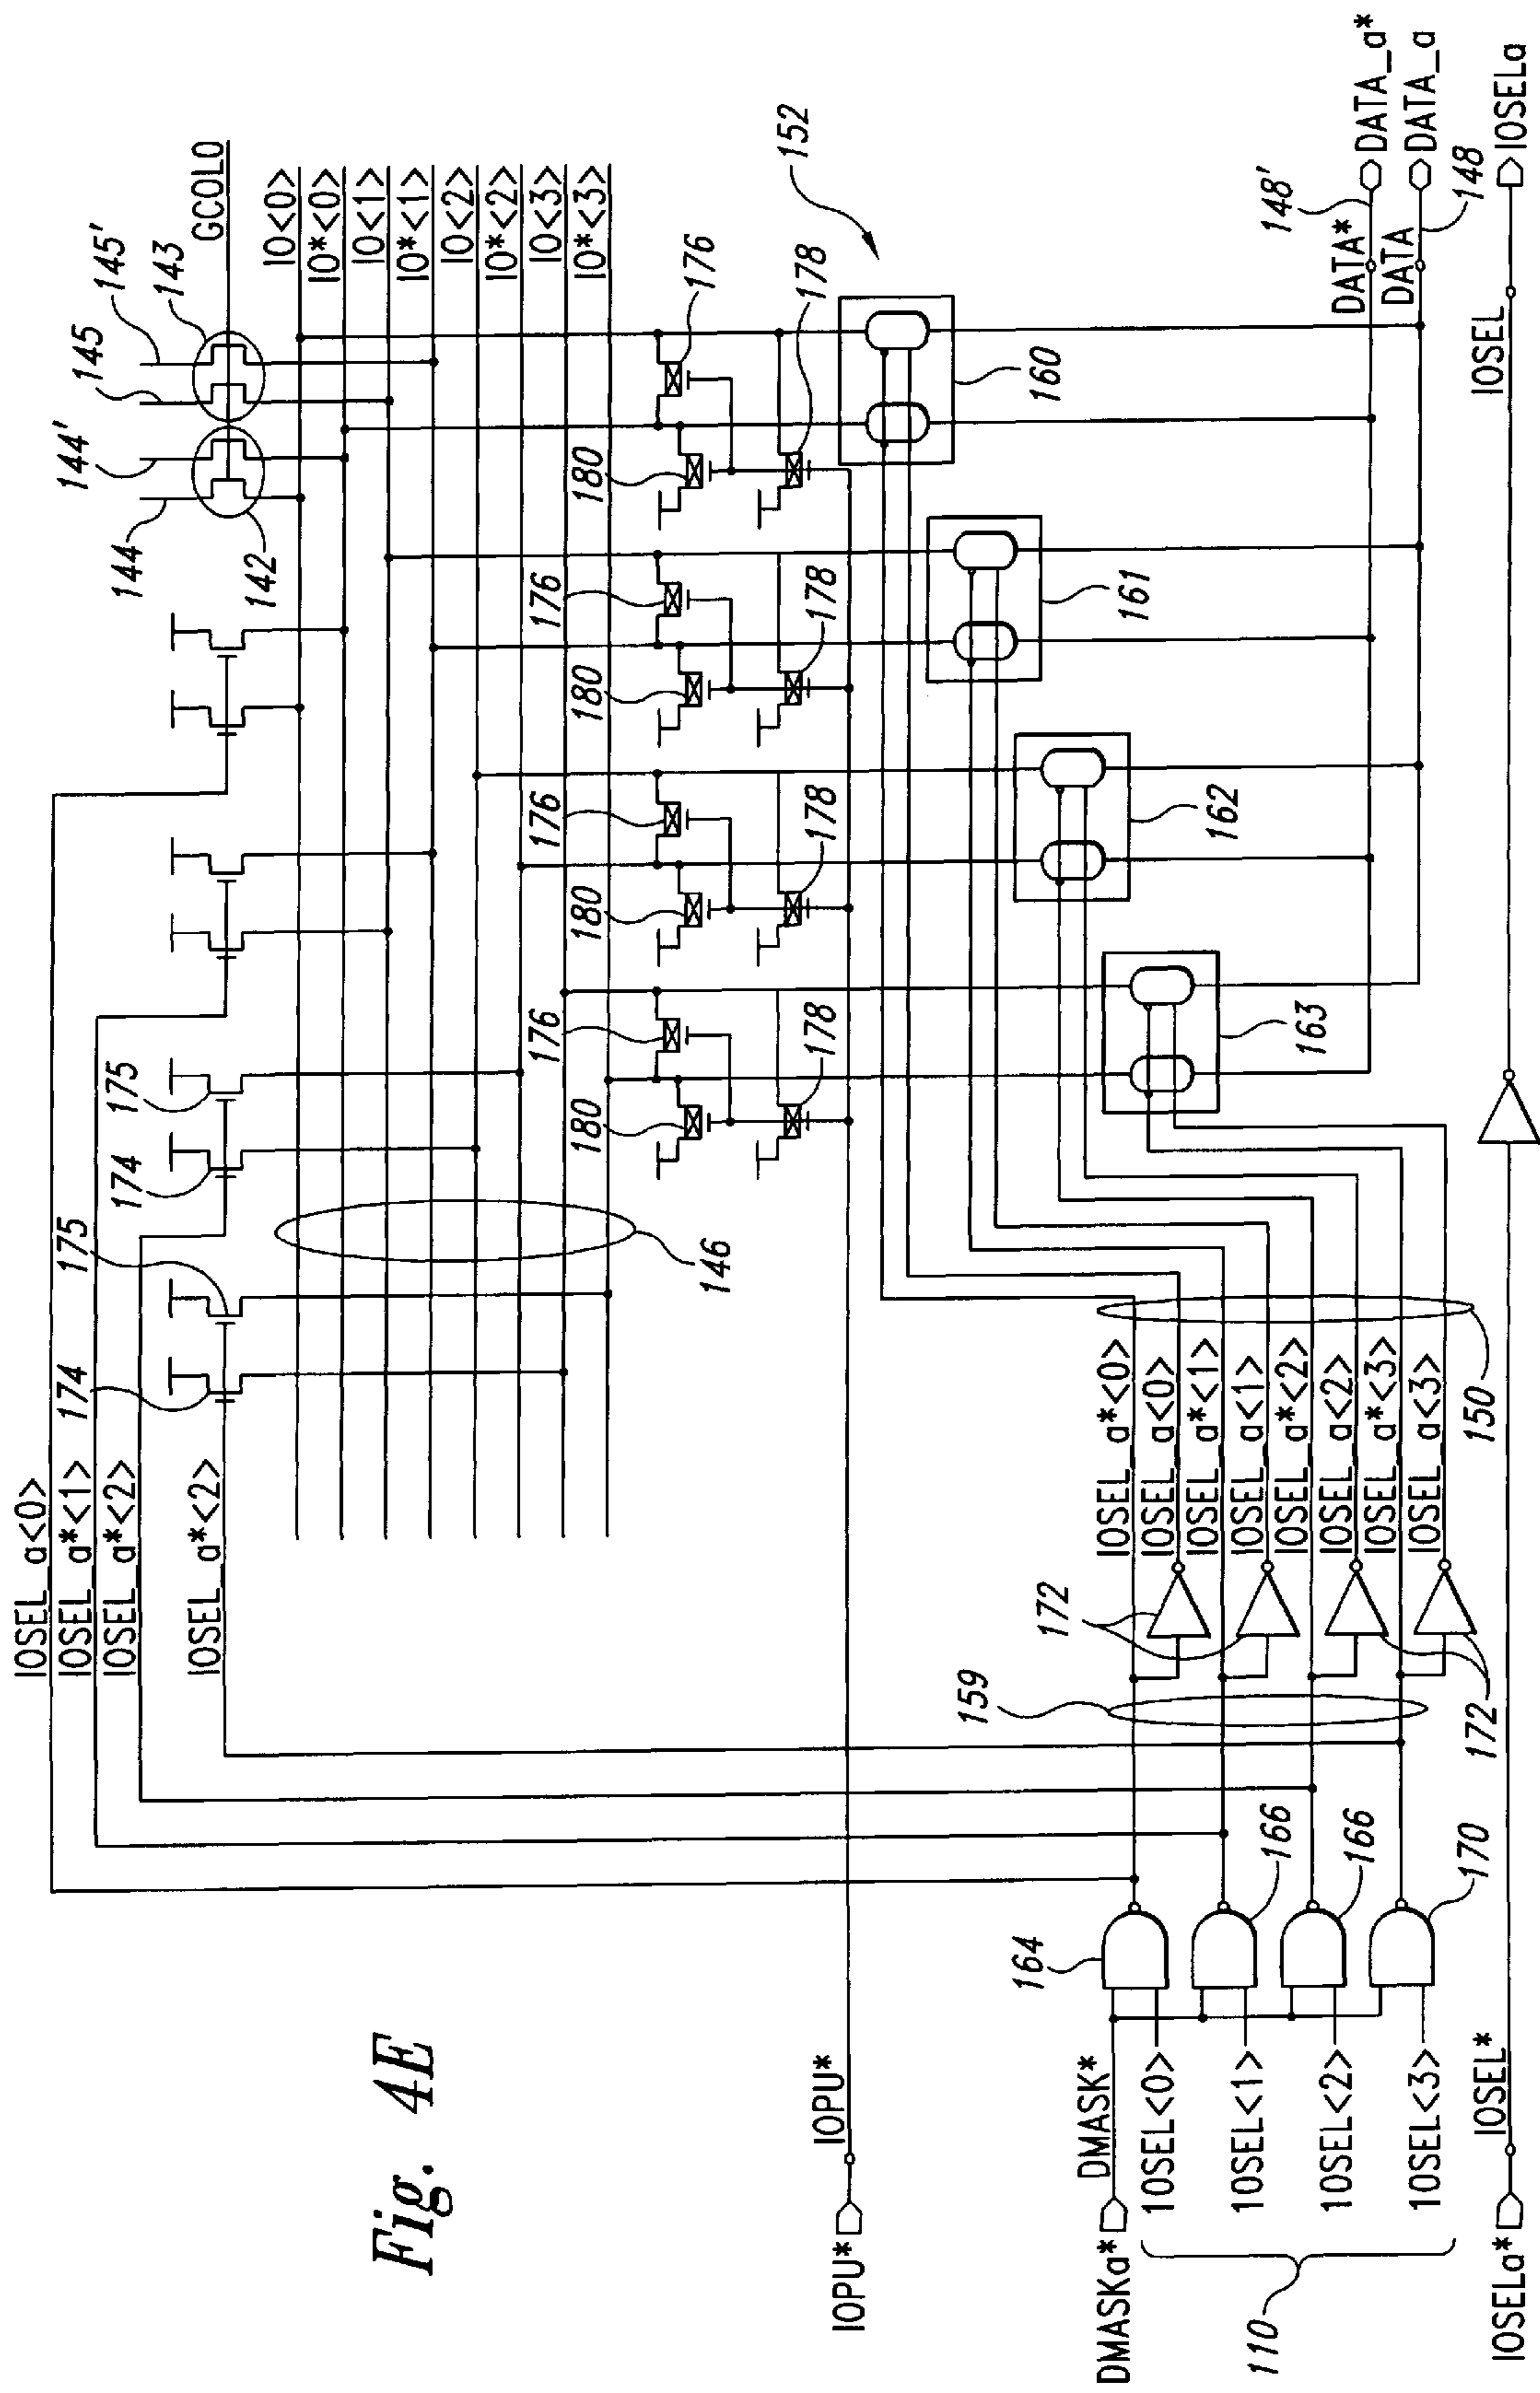 Fig. 4E
IOSEL_a<0>
IOSEL_a*<1>
IOSEL_a*<2>
IOSEL_a*<2>
174
175
174
175
144
144'
145
145'
143
142
GCOLO
IO<0>
IO*<0>
IO<1>
IO*<1>
IO<2>
IO*<2>
IO<3>
IO*<3>
146
180
176
178
180
176
178
180
176
178
180
176
178
152
IOPU*
IOPU*
160
161
162
163
DATA*
DATA
148'
148
DATA_a*
DATA_a
DMASKa*
DMASK*
10SEL<0>
10SEL<1>
10SEL<2>
10SEL<3>
110
164
166
166
170
159
172
172
IOSEL_a*<0>
IOSEL_a<0>
IOSEL_a*<1>
IOSEL_a<1>
IOSEL_a*<2>
IOSEL_a<2>
IOSEL_a*<3>
IOSEL_a<3>
150
IOSELa*
IOSEL*
IOSEL
IOSELa